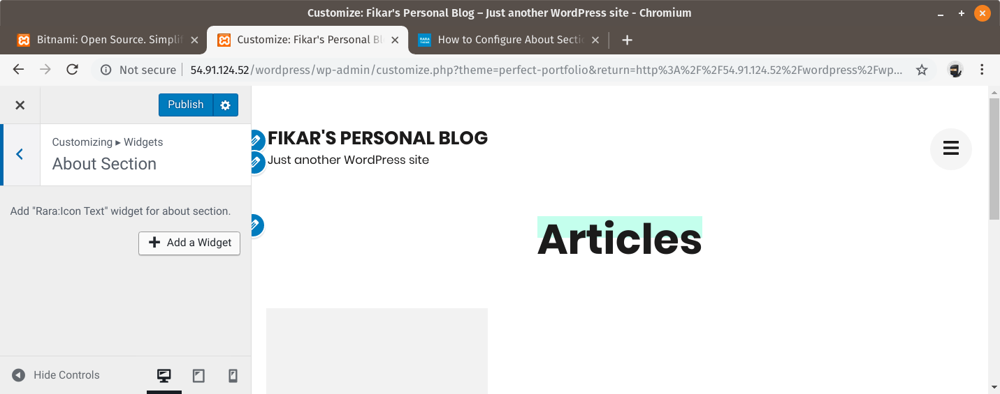 Customize: Fikar's Personal Blog – Just another WordPress site - Chromium
Bitnami: Open Source. Simplif
Customize: Fikar's Personal Bl
RARA THEME
How to Configure About Sectio
Not secure
54.91.124.52/wordpress/wp-admin/customize.php?theme=perfect-portfolio&return=http%3A%2F%2F54.91.124.52%2Fwordpress%2Fwp...
Publish
Customizing ▸ Widgets
About Section
Add "Rara:Icon Text" widget for about section.
Add a Widget
Hide Controls
FIKAR'S PERSONAL BLOG
Just another WordPress site
Articles